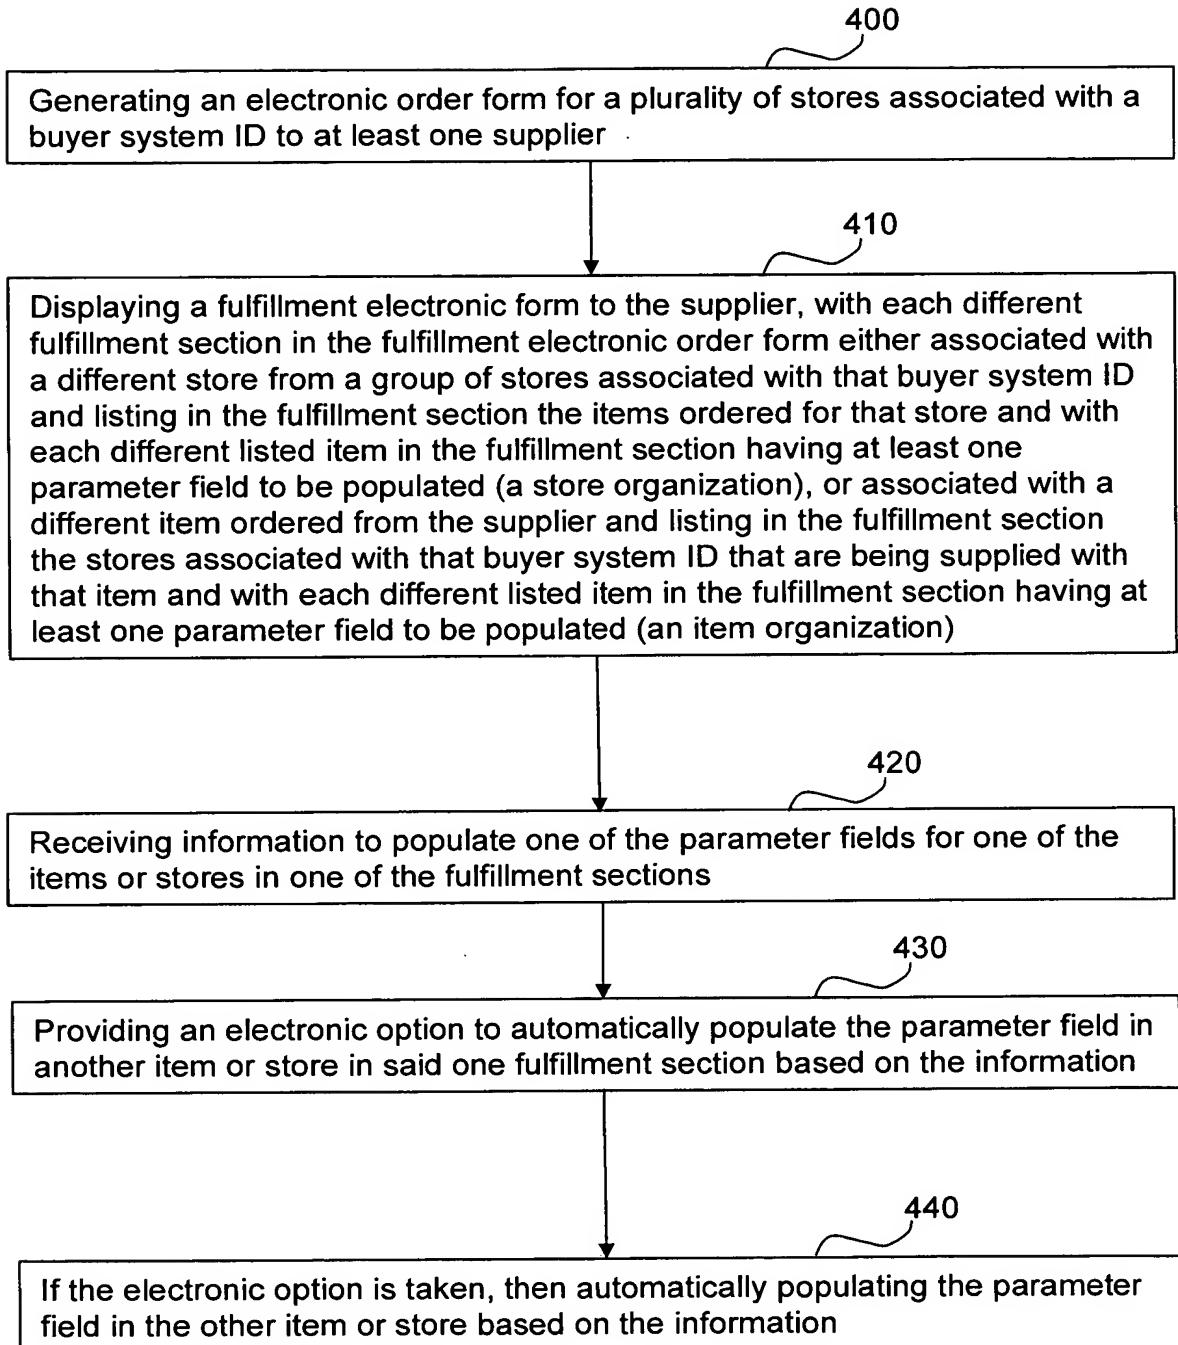 400
Generating an electronic order form for a plurality of stores associated with a
buyer system ID to at least one supplier
410
Displaying a fulfillment electronic form to the supplier, with each different
fulfillment section in the fulfillment electronic order form either associated with
a different store from a group of stores associated with that buyer system ID
and listing in the fulfillment section the items ordered for that store and with
each different listed item in the fulfillment section having at least one
parameter field to be populated (a store organization), or associated with a
different item ordered from the supplier and listing in the fulfillment section
the stores associated with that buyer system ID that are being supplied with
that item and with each different listed item in the fulfillment section having at
least one parameter field to be populated (an item organization)
420
Receiving information to populate one of the parameter fields for one of the
items or stores in one of the fulfillment sections
430
Providing an electronic option to automatically populate the parameter field in
another item or store in said one fulfillment section based on the information
440
If the electronic option is taken, then automatically populating the parameter
field in the other item or store based on the information